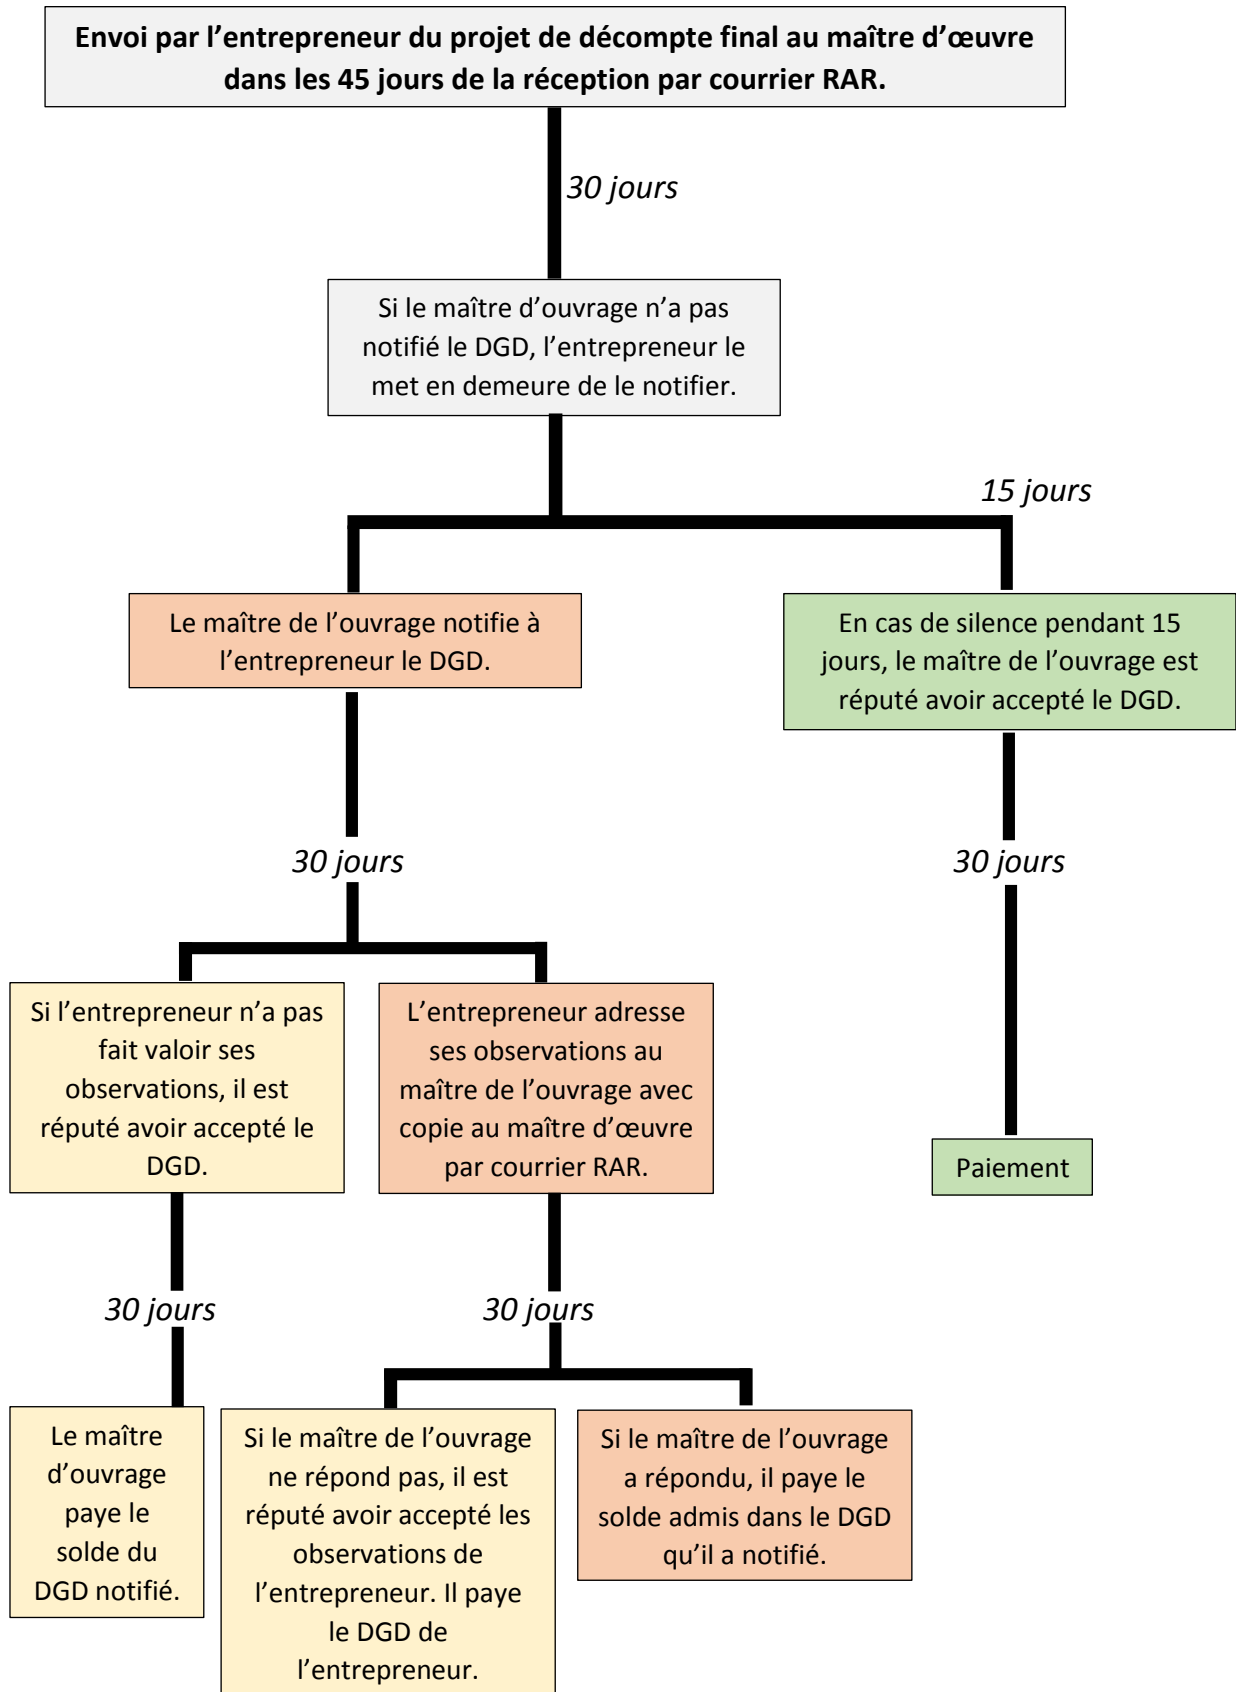 Envoi par l’entrepreneur du projet de décompte final au maître d’œuvre
dans les 45 jours de la réception par courrier RAR.
30 jours
Si le maître d’ouvrage n’a pas
notifié le DGD, l’entrepreneur le
met en demeure de le notifier.
15 jours
Le maître de l’ouvrage notifie à
l’entrepreneur le DGD.
En cas de silence pendant 15
jours, le maître de l’ouvrage est
réputé avoir accepté le DGD.
30 jours
30 jours
Si l’entrepreneur n’a pas
fait valoir ses
observations, il est
réputé avoir accepté le
DGD.
L’entrepreneur adresse
ses observations au
maître de l’ouvrage avec
copie au maître d’œuvre
par courrier RAR.
Paiement
30 jours
30 jours
Le maître
d’ouvrage
paye le
solde du
DGD notifié.
Si le maître de l’ouvrage
ne répond pas, il est
réputé avoir accepté les
observations de
l’entrepreneur. Il paye
le DGD de
l’entrepreneur.
Si le maître de l’ouvrage
a répondu, il paye le
solde admis dans le DGD
qu’il a notifié.